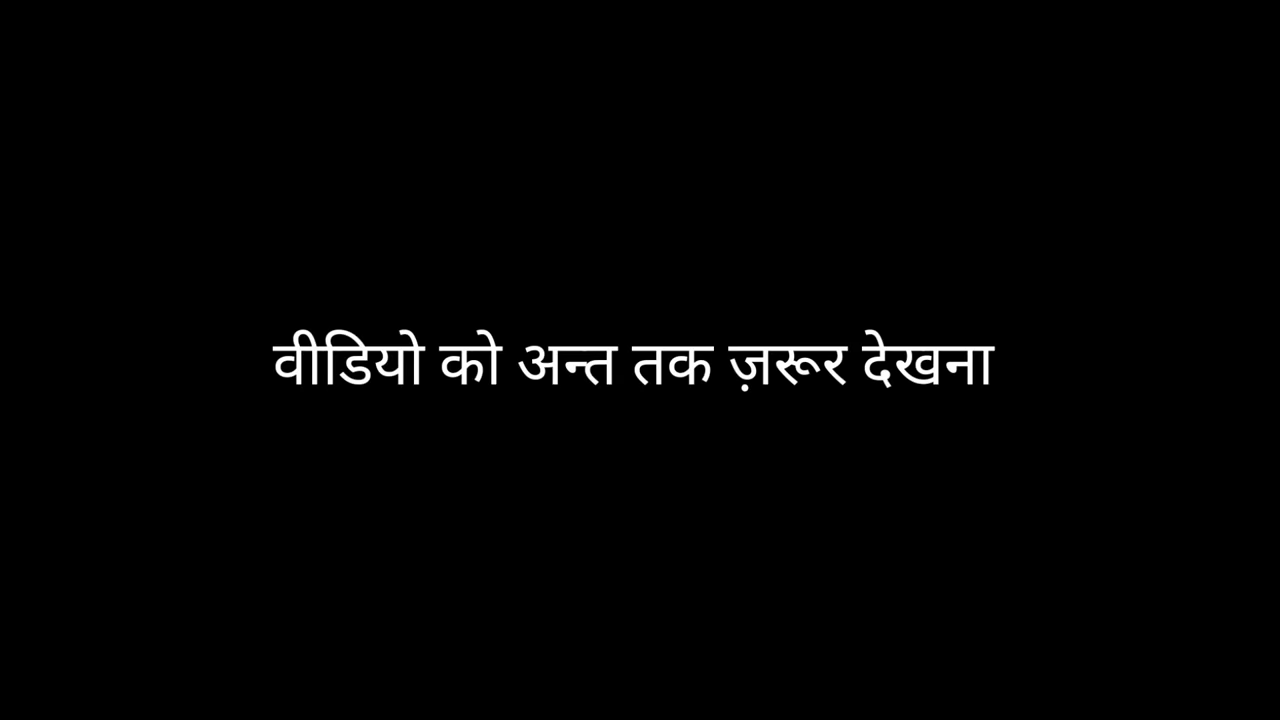 वीडियो को अन्त तक ज़रूर देखना